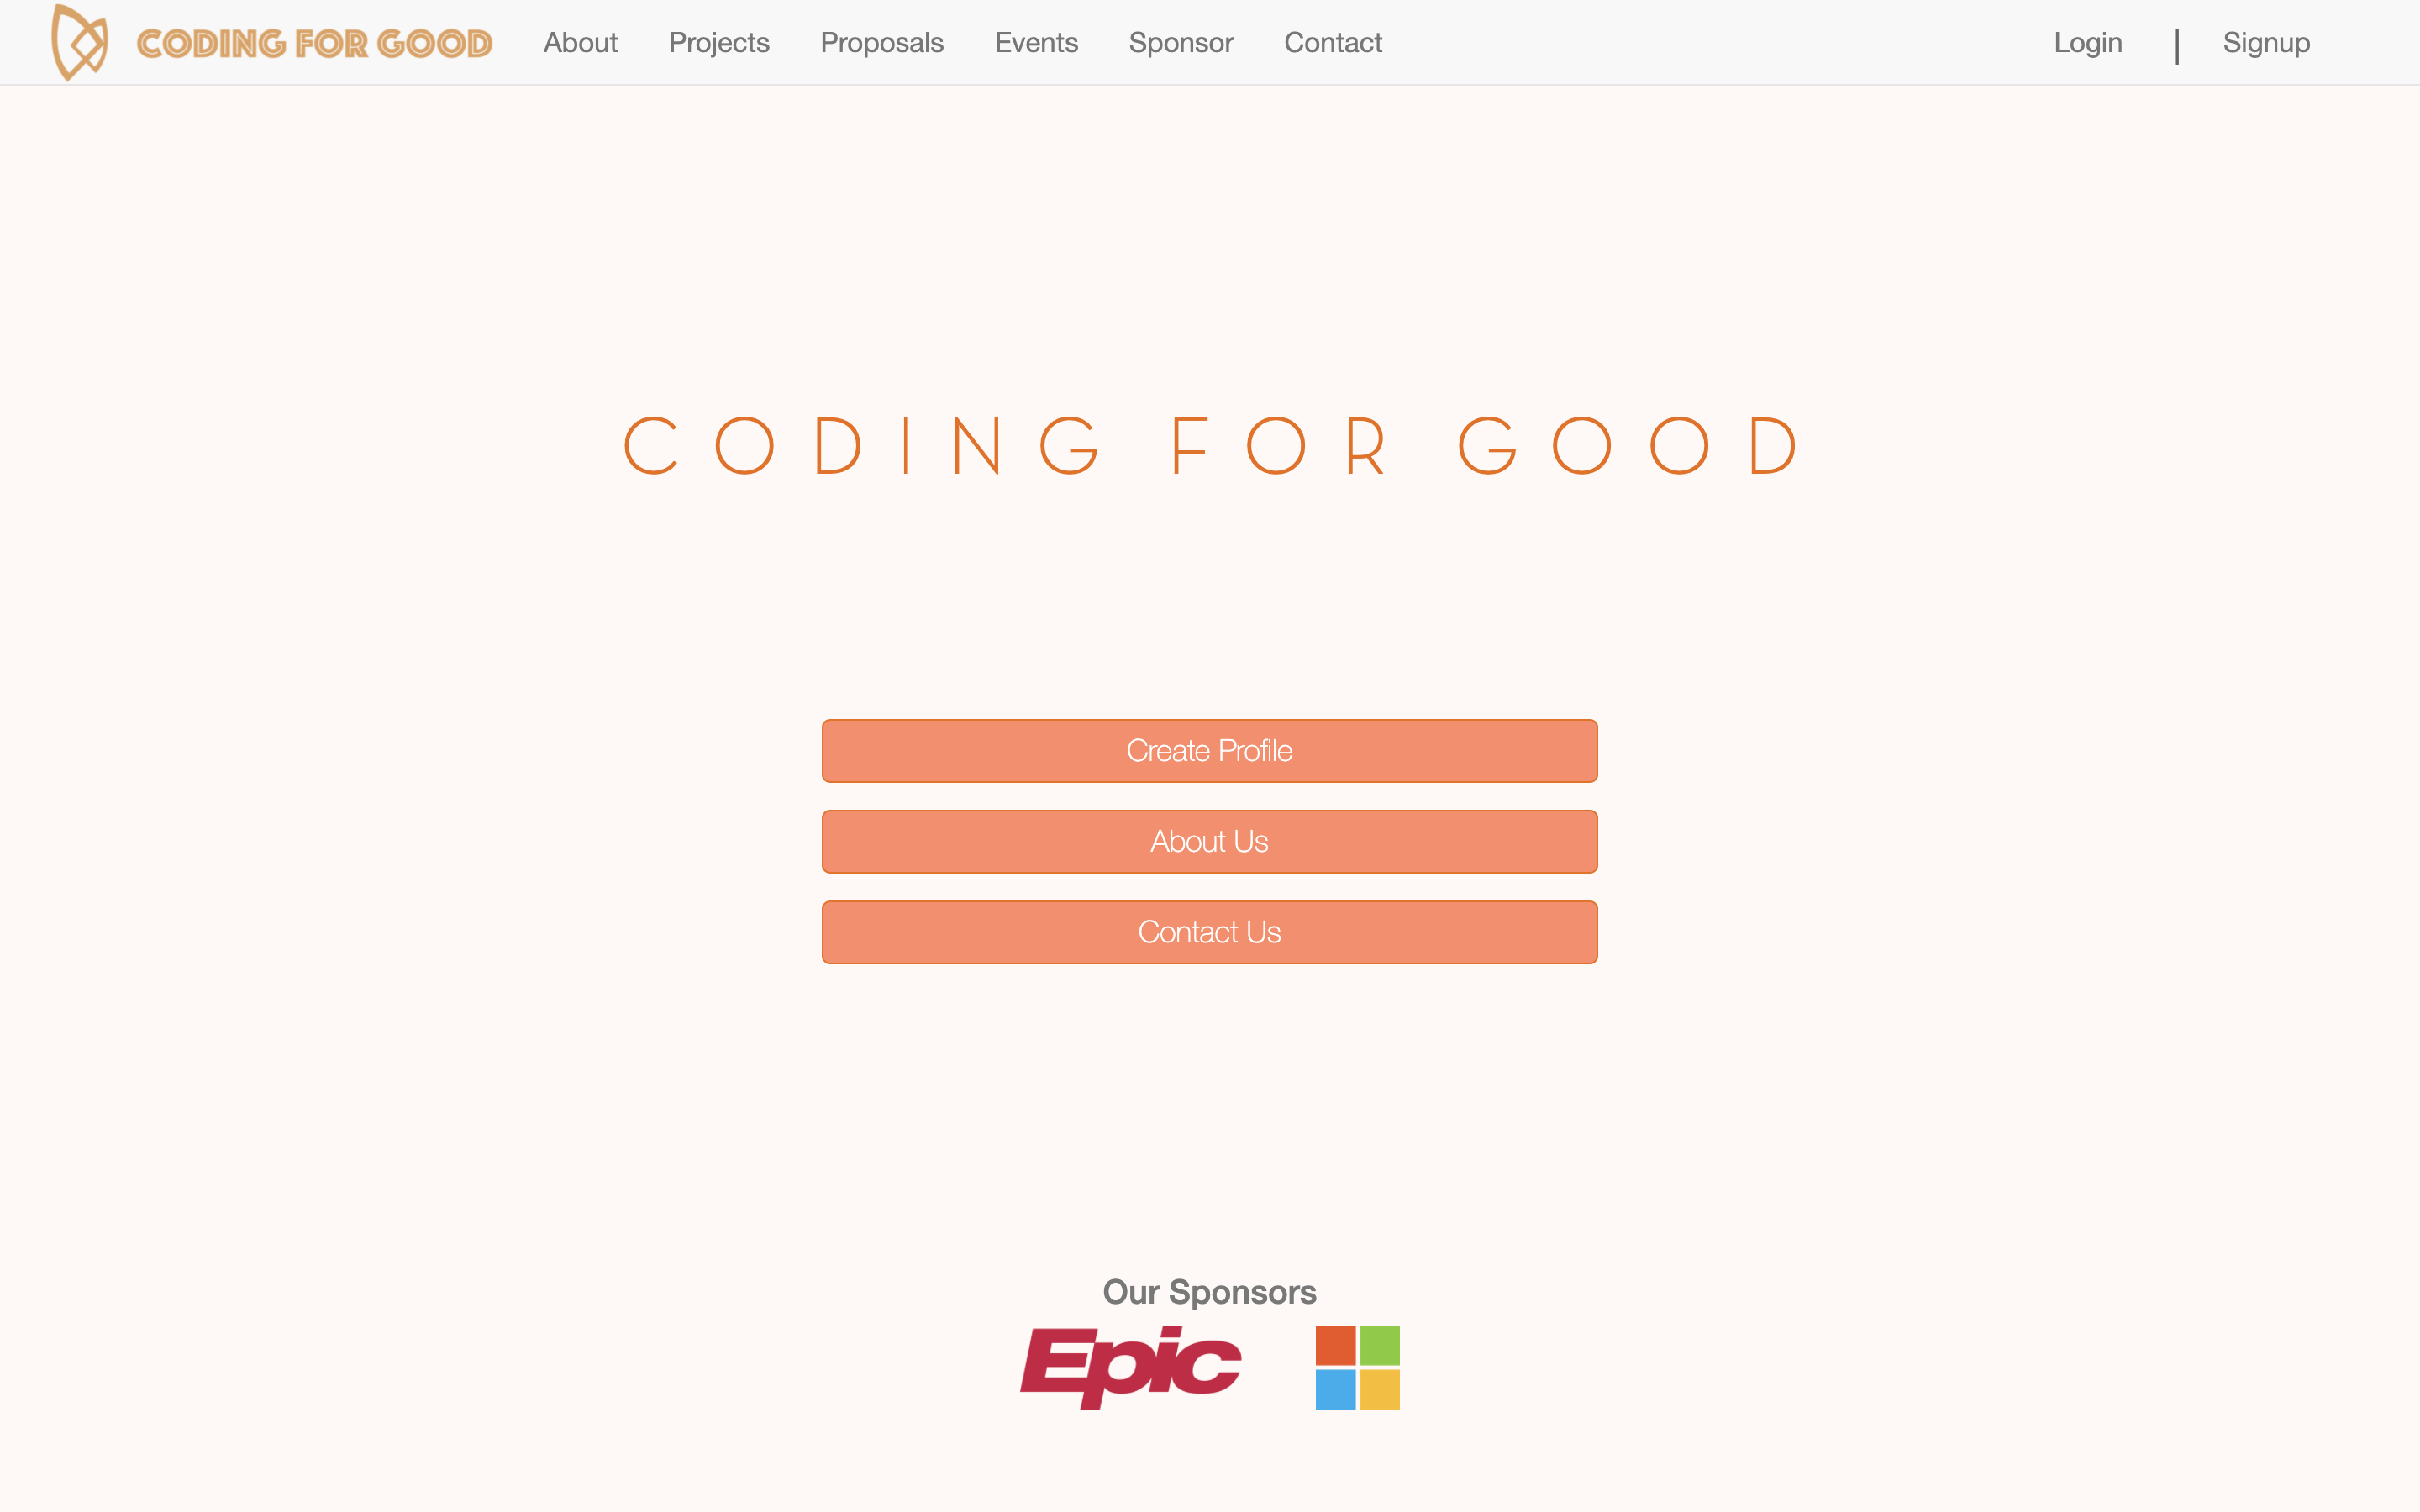 CODING FOR GOOD About Projects Proposals Events Sponsor Contact Login | Signup
CODING FOR GOOD
Create Profile
About Us
Contact Us
Our Sponsors
Epic